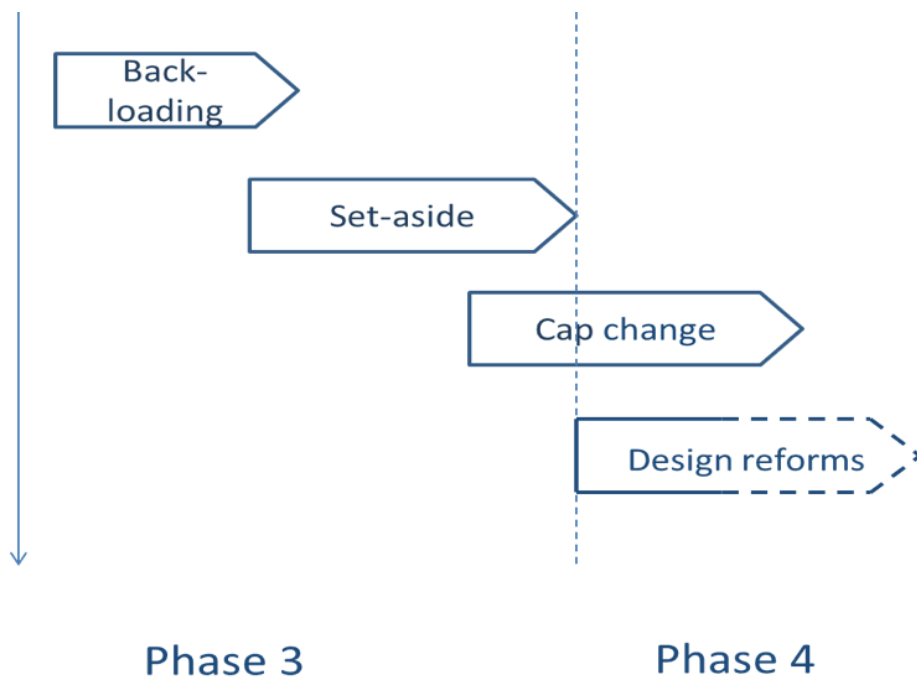 Back-
loading
Set-aside
Cap change
Design reforms
Phase 3
Phase 4